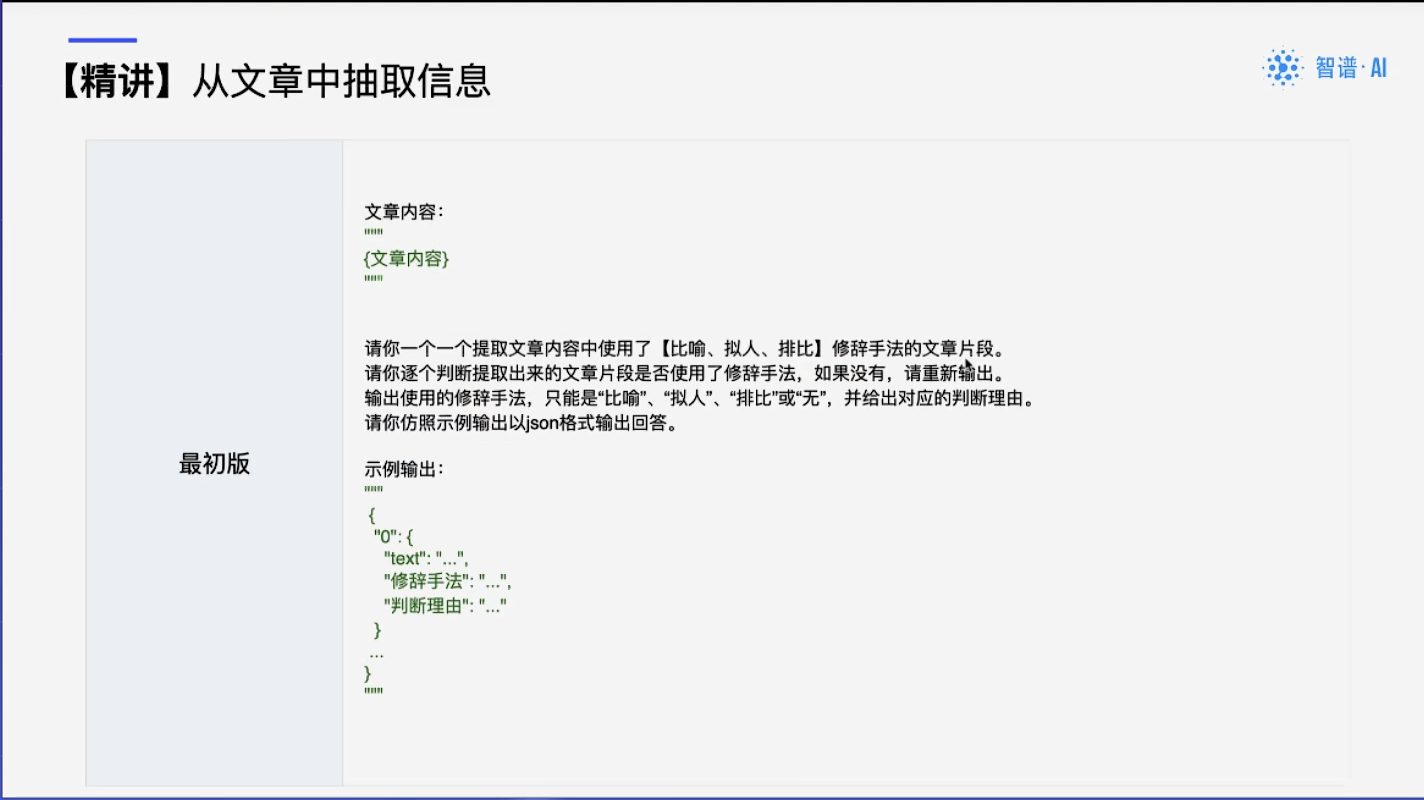 【精讲】从文章中抽取信息
智谱·AI
最初版
文章内容：
"""
{文章内容}
"""
请你一个一个提取文章内容中使用了【比喻、拟人、排比】修辞手法的文章片段。
请你逐个判断提取出来的文章片段是否使用了修辞手法，如果没有，请重新输出。
输出使用的修辞手法，只能是“比喻”、“拟人”、“排比”或“无”，并给出对应的判断理由。
请你仿照示例输出以json格式输出回答。
示例输出：
"""
{
"0": {
"text": "...",
"修辞手法": "...",
"判断理由": "..."
}
...
}
"""